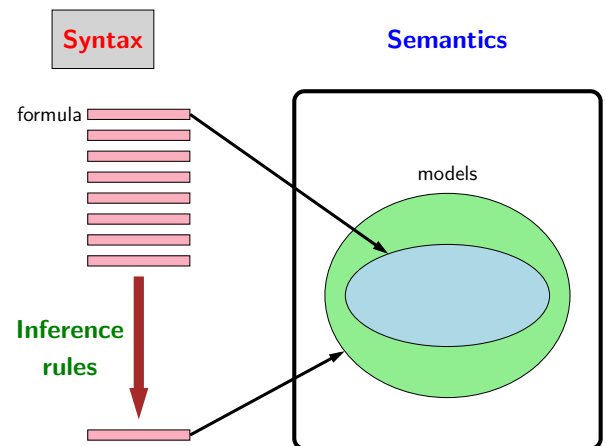 Syntax
Semantics
formula
models
Inference
rules